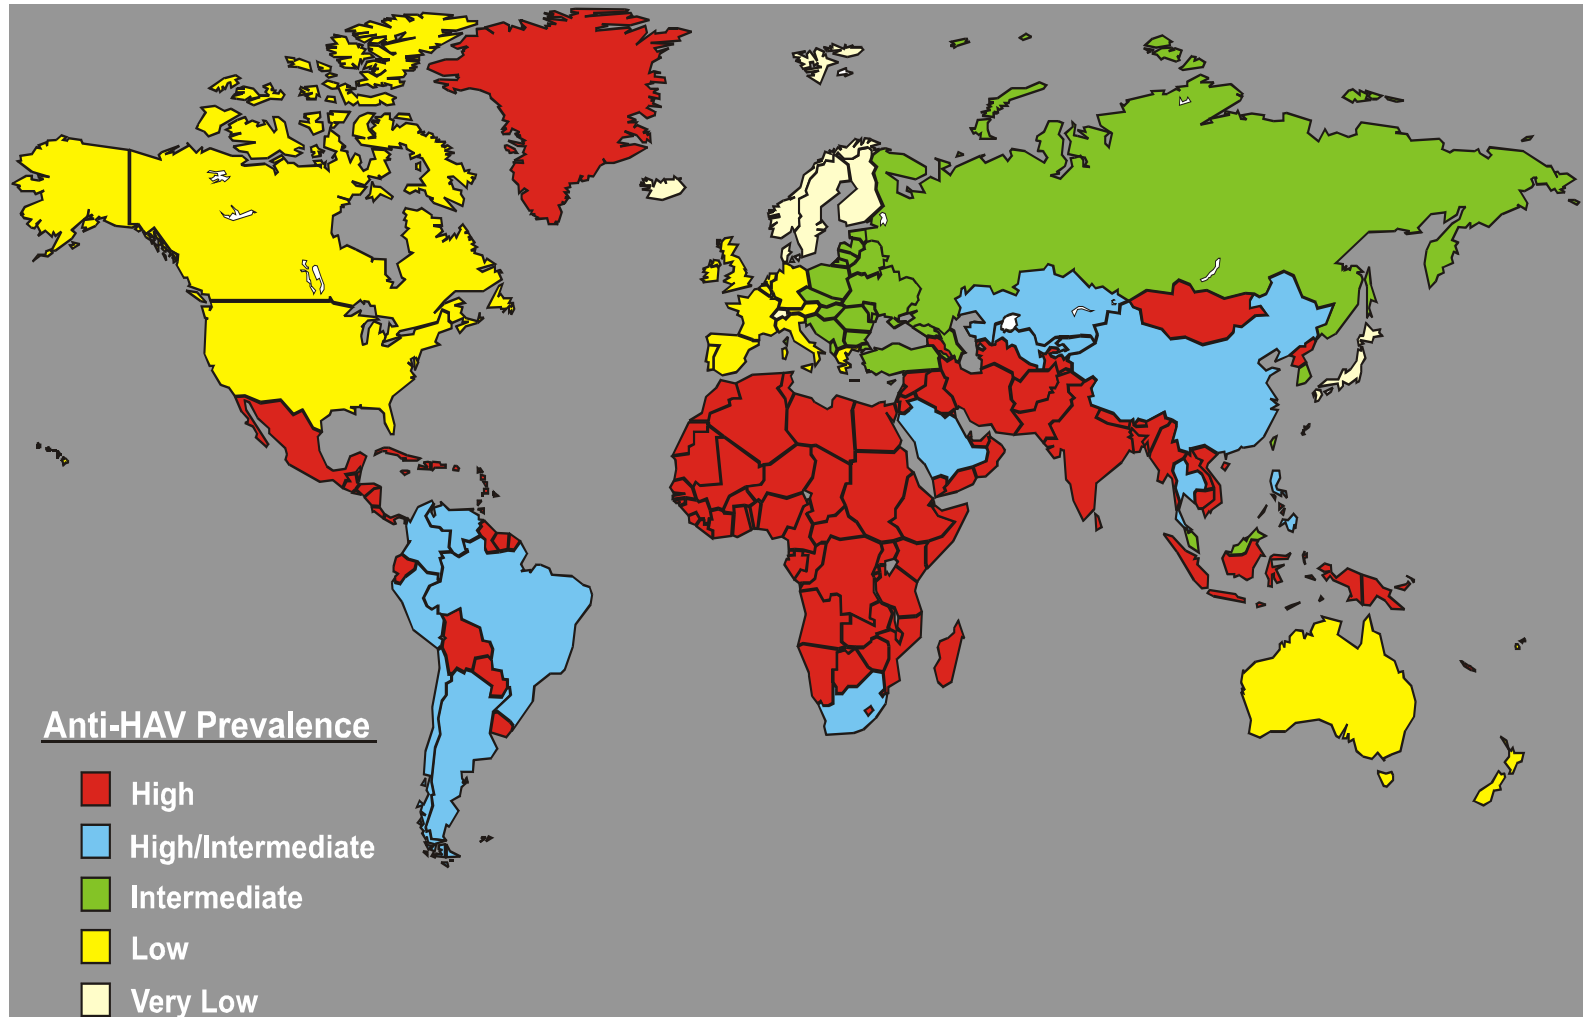 Anti-HAV Prevalence
High
High/Intermediate
Intermediate
Low
Very Low